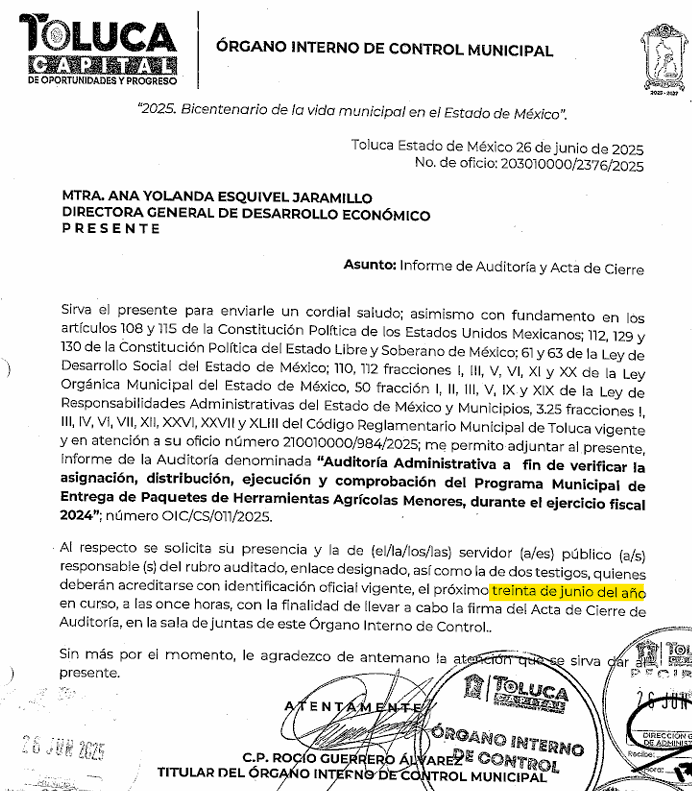 TOLUCA
CAPITAL
DE OPORTUNIDADES Y PROGRESO
ÓRGANO INTERNO DE CONTROL MUNICIPAL
2025 - 2027
"2025. Bicentenario de la vida municipal en el Estado de México".
Toluca Estado de México 26 de junio de 2025
No. de oficio: 203010000/2376/2025
MTRA. ANA YOLANDA ESQUIVEL JARAMILLO
DIRECTORA GENERAL DE DESARROLLO ECONÓMICO
P R E S E N T E
Asunto: Informe de Auditoría y Acta de Cierre
Sirva el presente para enviarle un cordial saludo; asimismo con fundamento en los
artículos 108 y 115 de la Constitución Política de los Estados Unidos Mexicanos; 112, 129 y
130 de la Constitución Política del Estado Libre y Soberano de México; 61 y 63 de la Ley de
Desarrollo Social del Estado de México; 110, 112 fracciones I, III, V, VI, XI y XX de la Ley
Orgánica Municipal del Estado de México, 50 fracción I, II, III, V, IX y XIX de la Ley de
Responsabilidades Administrativas del Estado de México y Municipios, 3.25 fracciones I,
III, IV, VI, VII, XII, XXVI, XXVII y XLIII del Código Reglamentario Municipal de Toluca vigente
y en atención a su oficio número 210010000/984/2025; me permito adjuntar al presente,
Informe de la Auditoría denominada "Auditoría Administrativa a fin de verificar la
asignación, distribución, ejecución y comprobación del Programa Municipal de
Entrega de Paquetes de Herramientas Agrícolas Menores, durante el ejercicio fiscal
2024"; número OIC/CS/011/2025.
Al respecto se solicita su presencia y la de (el/la/los/las) servidor (a/es) público (a/s)
responsable (s) del rubro auditado, enlace designado, así como la de dos testigos, quienes
deberán acreditarse con identificación oficial vigente, el próximo treinta de junio del año
en curso, a las once horas, con la finalidad de llevar a cabo la firma del Acta de Cierre de
Auditoría, en la sala de juntas de este Órgano Interno de Control..
Sin más por el momento, le agradezco de antemano la atención que se sirva dar al
presente.
ATENTAMENTE
C.P. ROCÍO GUERRERO ÁLVAREZ
TITULAR DEL ÓRGANO INTERNO DE CONTROL MUNICIPAL
26 JUN 2025
TOLUCA
CAPITAL
ÓRGANO INTERNO
DE CONTROL
TOL
26 JUN
DIRECCIÓN G
DE ADMINIST
Recibe:
Hora: